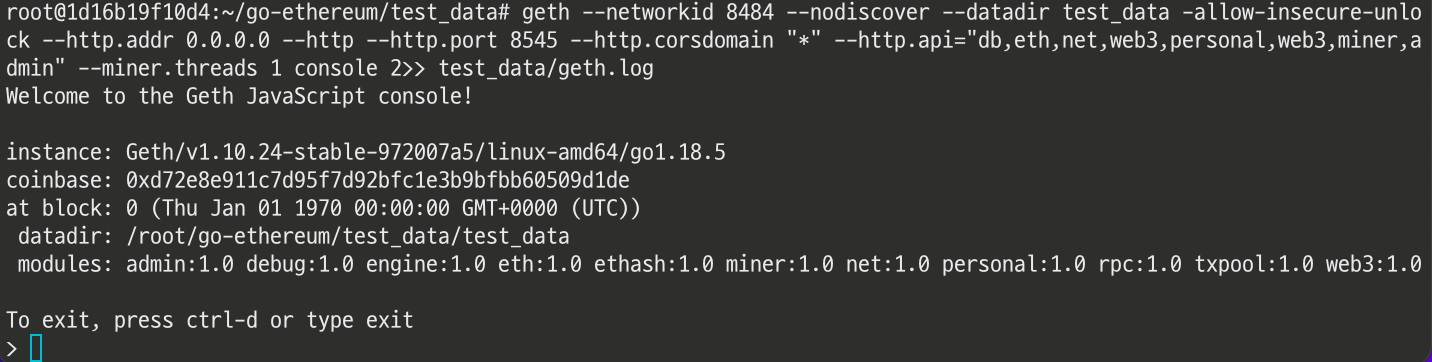 root@1d16b19f10d4:~/go-ethereum/test_data# geth --networkid 8484 --nodiscover --datadir test_data -allow-insecure-unlo
ck --http.addr 0.0.0.0 --http --http.port 8545 --http.corsdomain "*" --http.api="db,eth,net,web3,personal,web3,miner,a
dmin" --miner.threads 1 console 2>> test_data/geth.log
Welcome to the Geth JavaScript console!
instance: Geth/v1.10.24-stable-972007a5/linux-amd64/go1.18.5
coinbase: 0xd72e8e911c7d95f7d92bfc1e3b9bfbb60509d1de
at block: 0 (Thu Jan 01 1970 00:00:00 GMT+0000 (UTC))
datadir: /root/go-ethereum/test_data/test_data
modules: admin:1.0 debug:1.0 engine:1.0 eth:1.0 ethash:1.0 miner:1.0 net:1.0 personal:1.0 rpc:1.0 txpool:1.0 web3:1.0
To exit, press ctrl-d or type exit
>